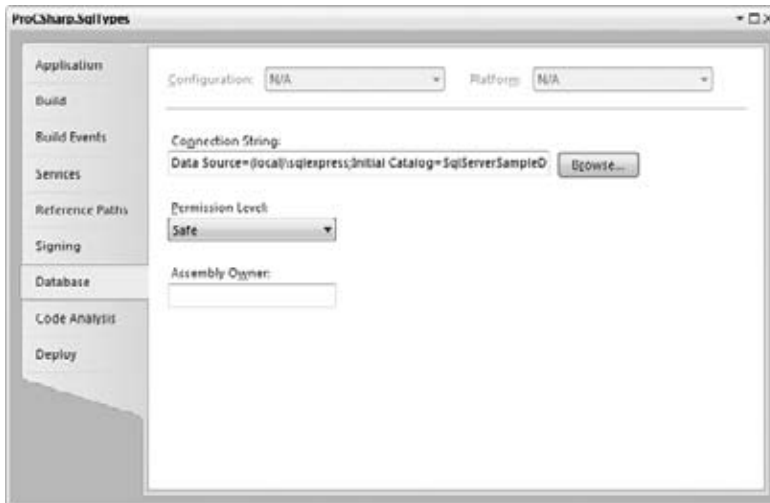 ProCSharp.SqlTypes
Application
Build
Build Events
Services
Reference Paths
Signing
Database
Code Analysis
Deploy
Configuration: N/A Platform: N/A
Connection String:
Data Source=(local)\sqlexpress;Initial Catalog=SqlServerSampleD
Browse...
Permission Level:
Safe
Assembly Owner: